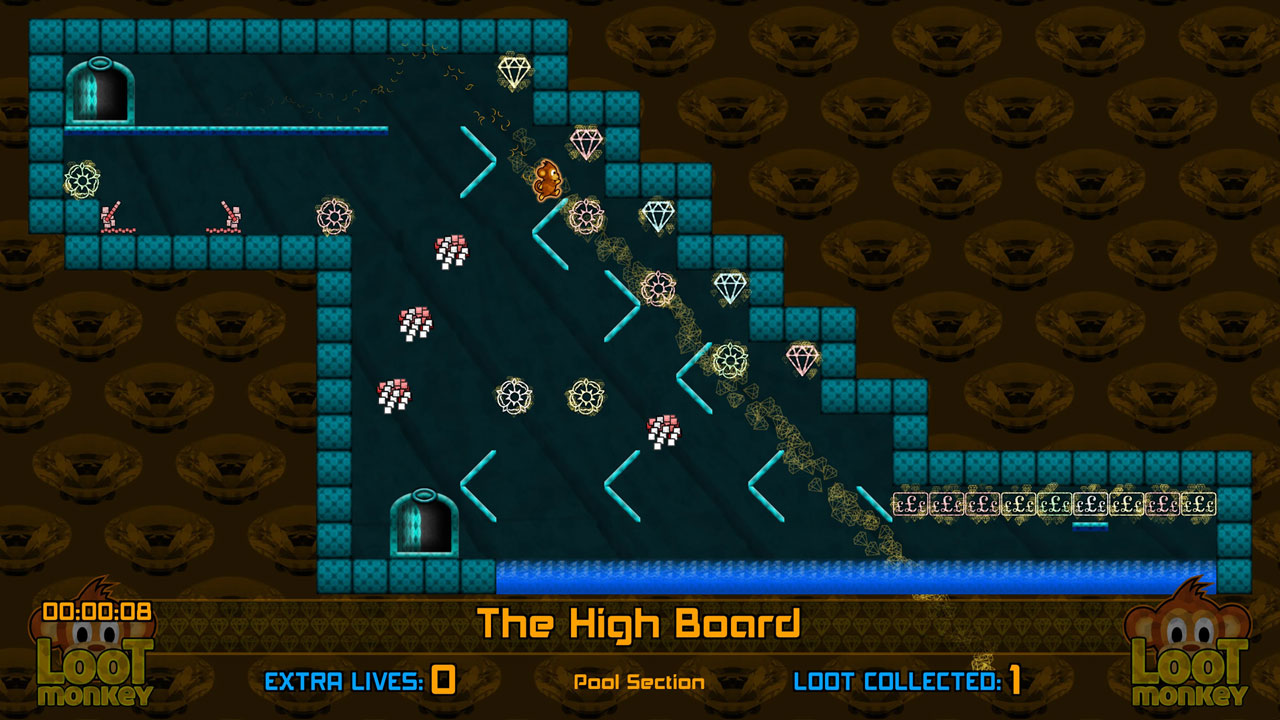 £££ £££ £££ £££ £££ £££ £££ £££ £££
00:00:08
The High Board
LOOT
monkey
EXTRA LIVES: 0
Pool Section
LOOT COLLECTED: 1
LOOT
monkey